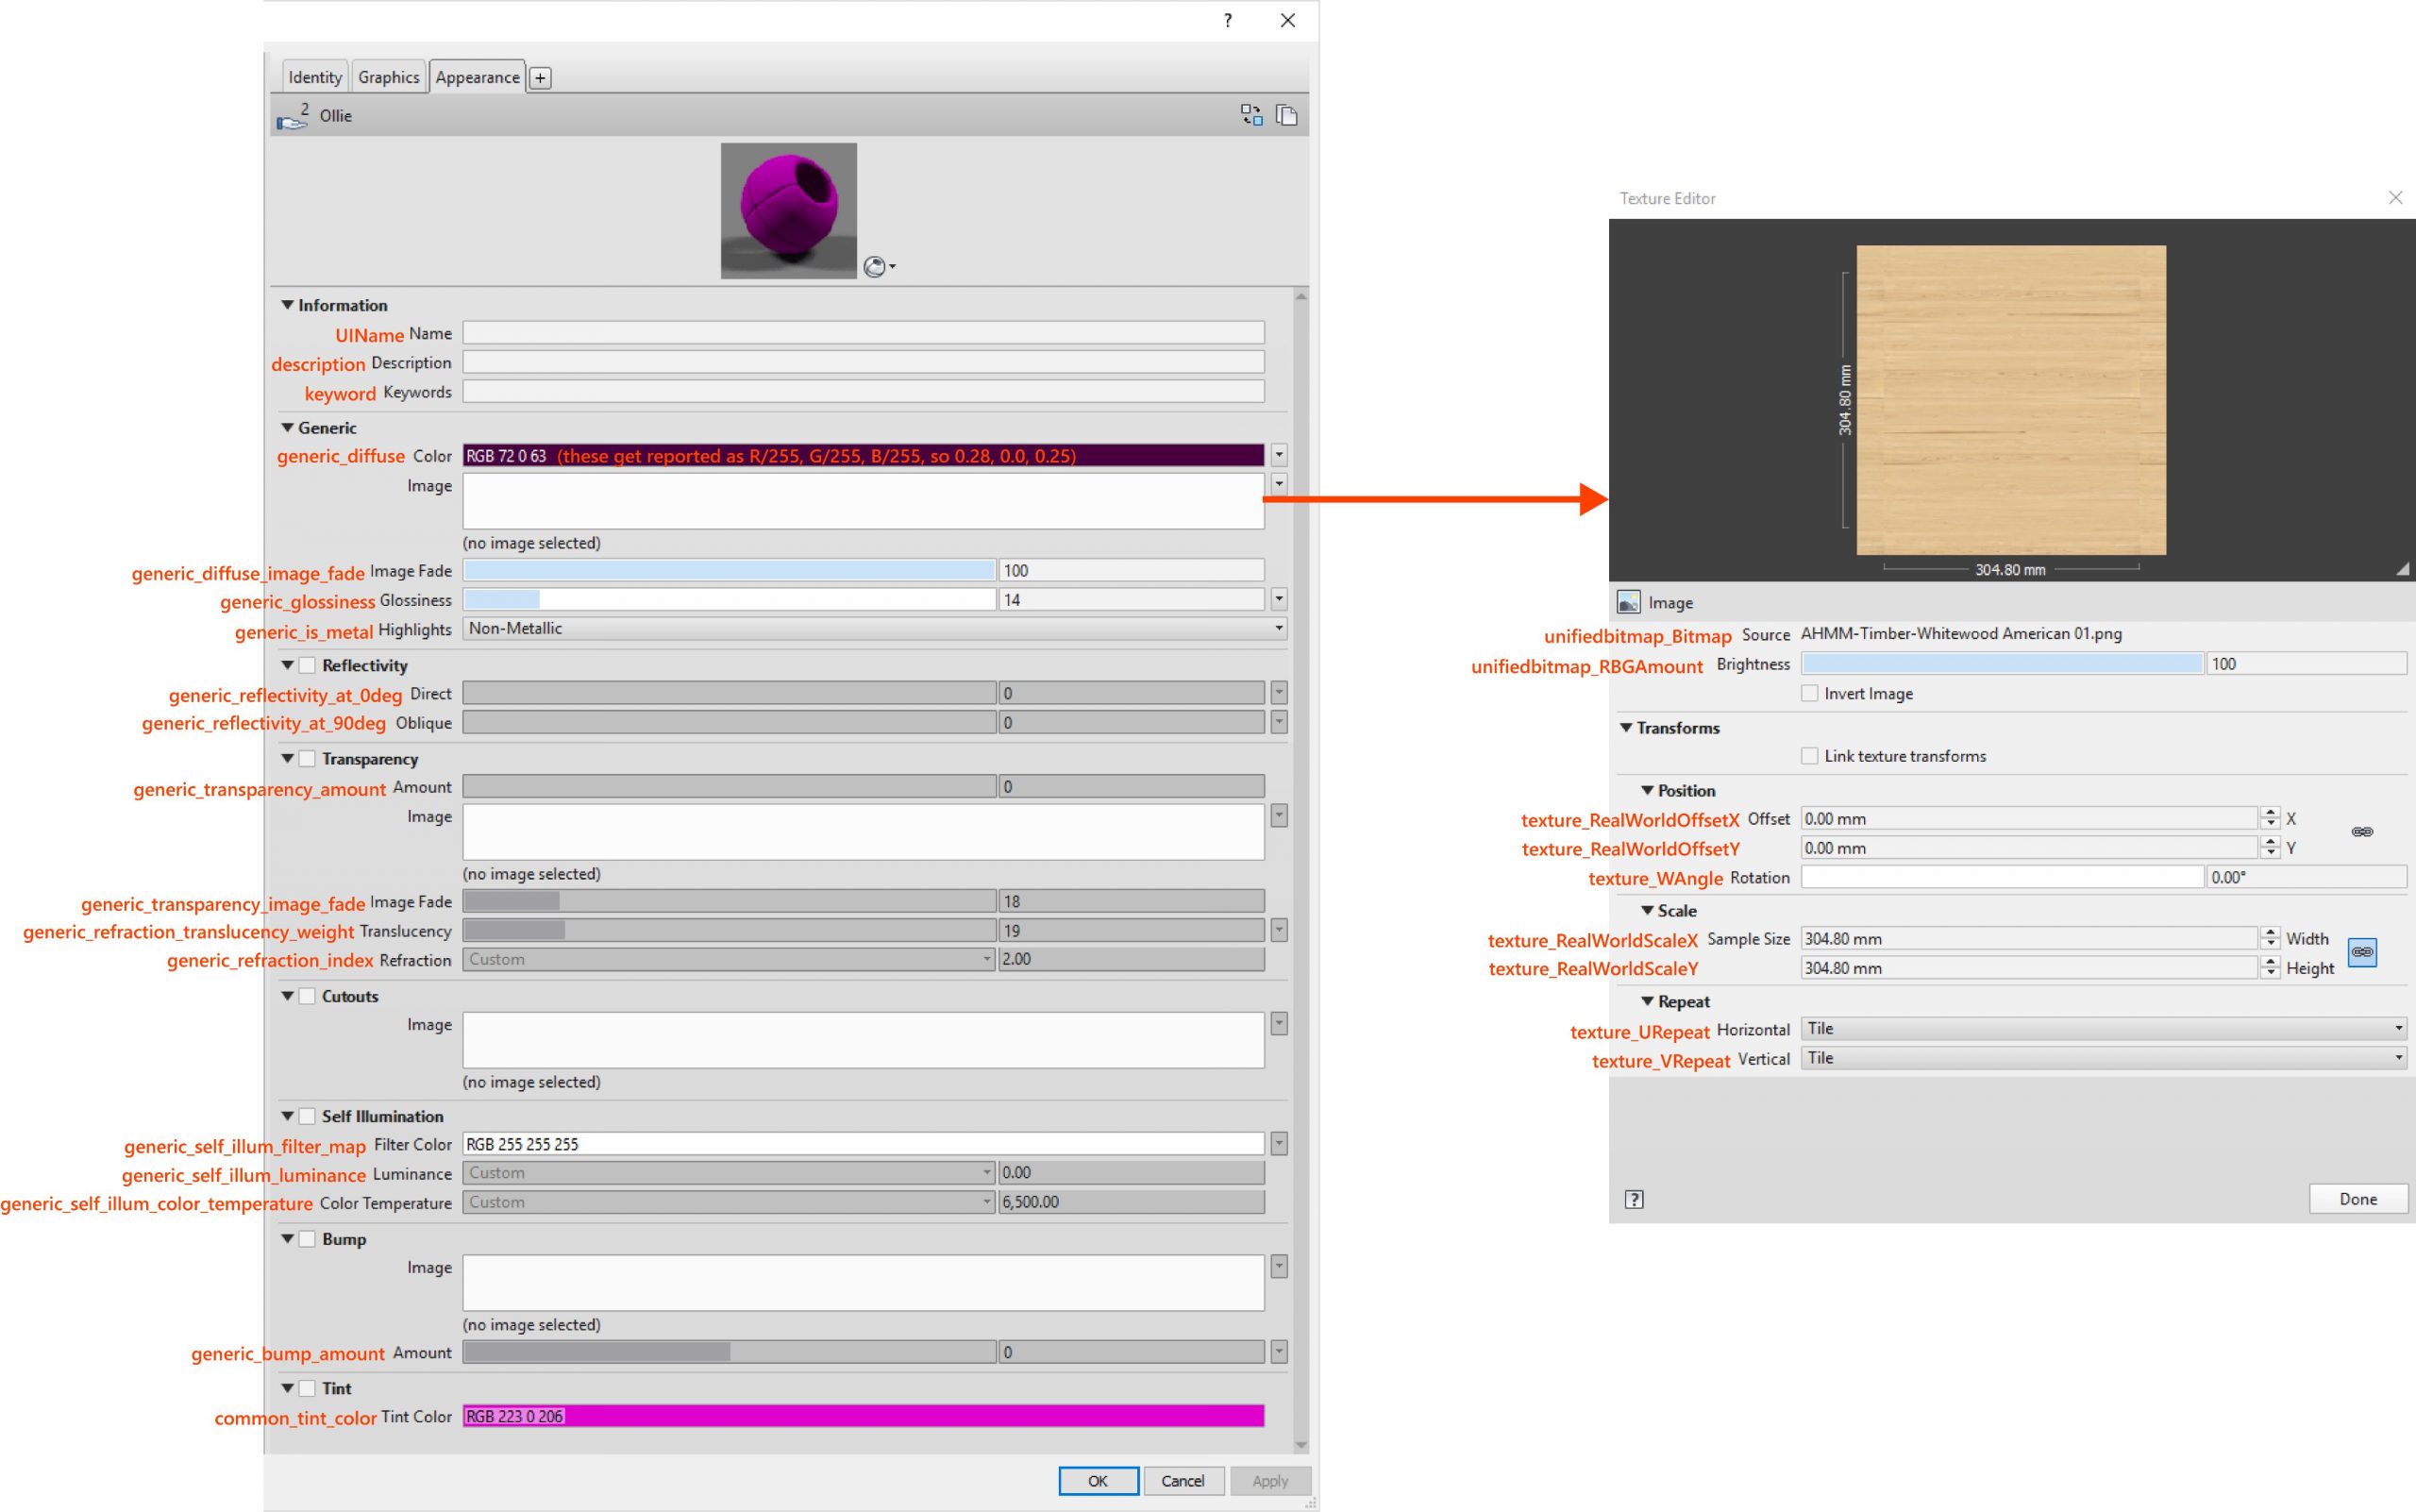 ?
Identity Graphics Appearance +
2 Ollie
Information
UIName Name
description Description
keyword Keywords
Generic
generic_diffuse Color RGB 72 0 63 (these get reported as R/255, G/255, B/255, so 0.28, 0.0, 0.25)
Image
(no image selected)
generic_diffuse_image_fade Image Fade 100
generic_glossiness Glossiness 14
generic_is_metal Highlights Non-Metallic
Reflectivity
generic_reflectivity_at_0deg Direct 0
generic_reflectivity_at_90deg Oblique 0
Transparency
generic_transparency_amount Amount 0
Image
(no image selected)
generic_transparency_image_fade Image Fade 18
generic_refraction_translucency_weight Translucency 19
generic_refraction_index Refraction Custom 2.00
Cutouts
Image
(no image selected)
Self Illumination
generic_self_illum_filter_map Filter Color RGB 255 255 255
generic_self_illum_luminance Luminance Custom 0.00
generic_self_illum_color_temperature Color Temperature Custom 6,500.00
Bump
Image
(no image selected)
generic_bump_amount Amount 0
Tint
common_tint_color Tint Color RGB 223 0 206
OK Cancel Apply
Texture Editor
304.80 mm
304.80 mm
Image
unifiedbitmap_Bitmap Source AHMM-Timber-Whitewood American 01.png
unifiedbitmap_RBGAmount Brightness 100
Invert Image
Transforms
Link texture transforms
Position
texture_RealWorldOffsetX Offset 0.00 mm X
texture_RealWorldOffsetY 0.00 mm Y
texture_WAngle Rotation 0.00°
Scale
texture_RealWorldScaleX Sample Size 304.80 mm Width
texture_RealWorldScaleY 304.80 mm Height
Repeat
texture_URepeat Horizontal Tile
texture_VRepeat Vertical Tile
? Done